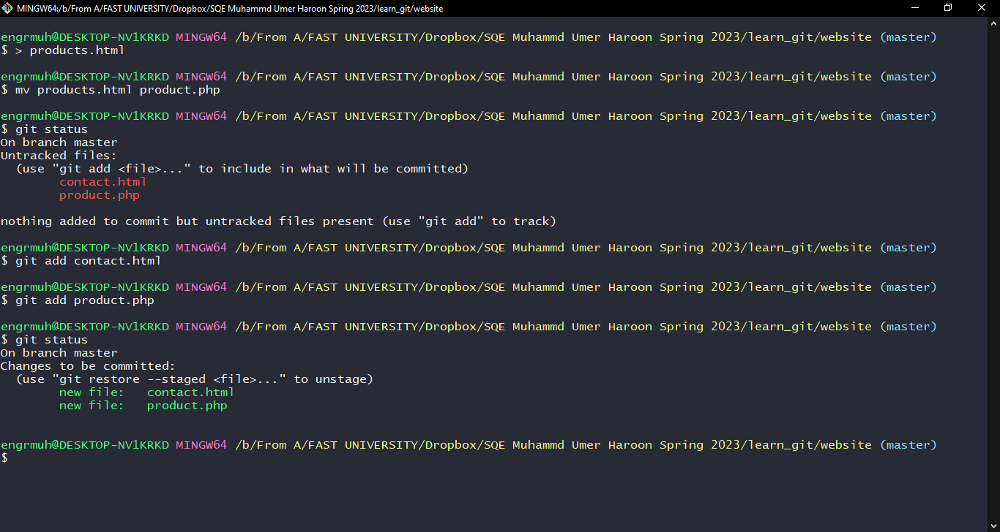 MINGW64:/b/From A/FAST UNIVERSITY/Dropbox/SQE Muhammd Umer Haroon Spring 2023/learn_git/website
engrmuh@DESKTOP-NV1KRKD MINGW64 /b/From A/FAST UNIVERSITY/Dropbox/SQE Muhammd Umer Haroon Spring 2023/learn_git/website (master)
$ > products.html
engrmuh@DESKTOP-NV1KRKD MINGW64 /b/From A/FAST UNIVERSITY/Dropbox/SQE Muhammd Umer Haroon Spring 2023/learn_git/website (master)
$ mv products.html product.php
engrmuh@DESKTOP-NV1KRKD MINGW64 /b/From A/FAST UNIVERSITY/Dropbox/SQE Muhammd Umer Haroon Spring 2023/learn_git/website (master)
$ git status
On branch master
Untracked files:
  (use "git add <file>..." to include in what will be committed)
        contact.html
        product.php
nothing added to commit but untracked files present (use "git add" to track)
engrmuh@DESKTOP-NV1KRKD MINGW64 /b/From A/FAST UNIVERSITY/Dropbox/SQE Muhammd Umer Haroon Spring 2023/learn_git/website (master)
$ git add contact.html
engrmuh@DESKTOP-NV1KRKD MINGW64 /b/From A/FAST UNIVERSITY/Dropbox/SQE Muhammd Umer Haroon Spring 2023/learn_git/website (master)
$ git add product.php
engrmuh@DESKTOP-NV1KRKD MINGW64 /b/From A/FAST UNIVERSITY/Dropbox/SQE Muhammd Umer Haroon Spring 2023/learn_git/website (master)
$ git status
On branch master
Changes to be committed:
  (use "git restore --staged <file>..." to unstage)
        new file:   contact.html
        new file:   product.php
engrmuh@DESKTOP-NV1KRKD MINGW64 /b/From A/FAST UNIVERSITY/Dropbox/SQE Muhammd Umer Haroon Spring 2023/learn_git/website (master)
$